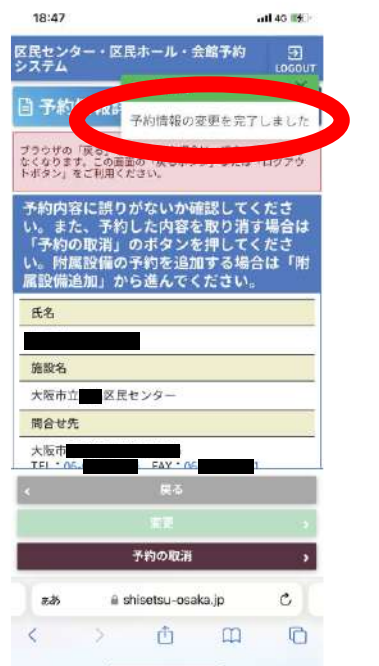 18:47
4G
区民センター・区民ホール・会館予約
システム
LOGOUT
予約
予約情報の変更を完了しました
ブラウザの「戻る」
なくなります。この画面の「戻るボタン」または「ログアウ
トボタン」をご利用ください。
予約内容に誤りがないか確認してくださ
い。また、予約した内容を取り消す場合は
「予約の取消」のボタンを押してくださ
い。附属設備の予約を追加する場合は「附
属設備追加」から進んでください。
氏名
施設名
大阪市立 区民センター
問合せ先
大阪市
TEL:06- FAX:06 1
戻る
変更
予約の取消
ああ shisetsu-osaka.jp